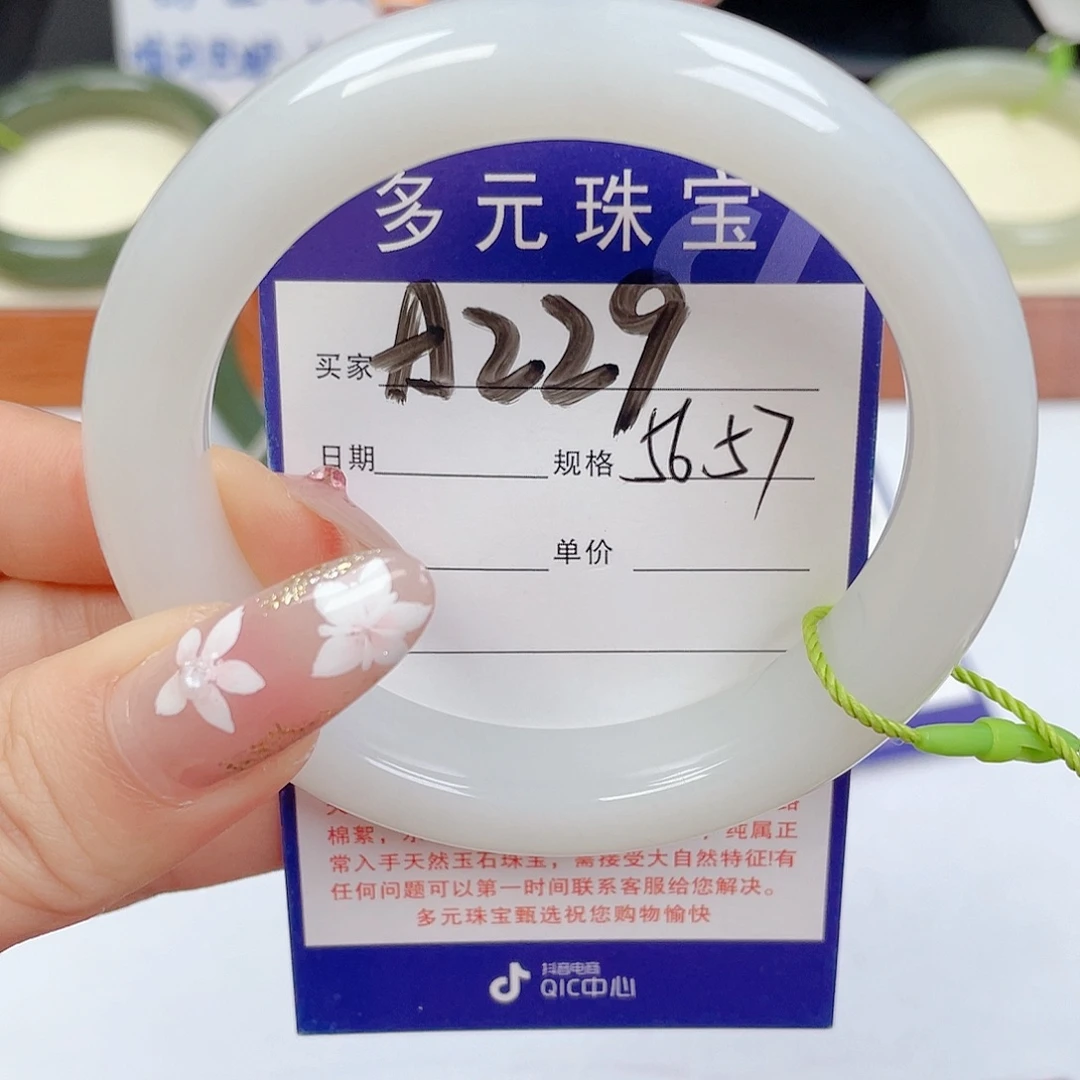 多元珠宝
买家 A229
日期 规格 56.57
单价
棉絮, 纯属正
常入手天然玉石珠宝，需接受大自然特征!有
任何问题可以第一时间联系客服给您解决。
多元珠宝甄选祝您购物愉快
抖音电商
QIC中心